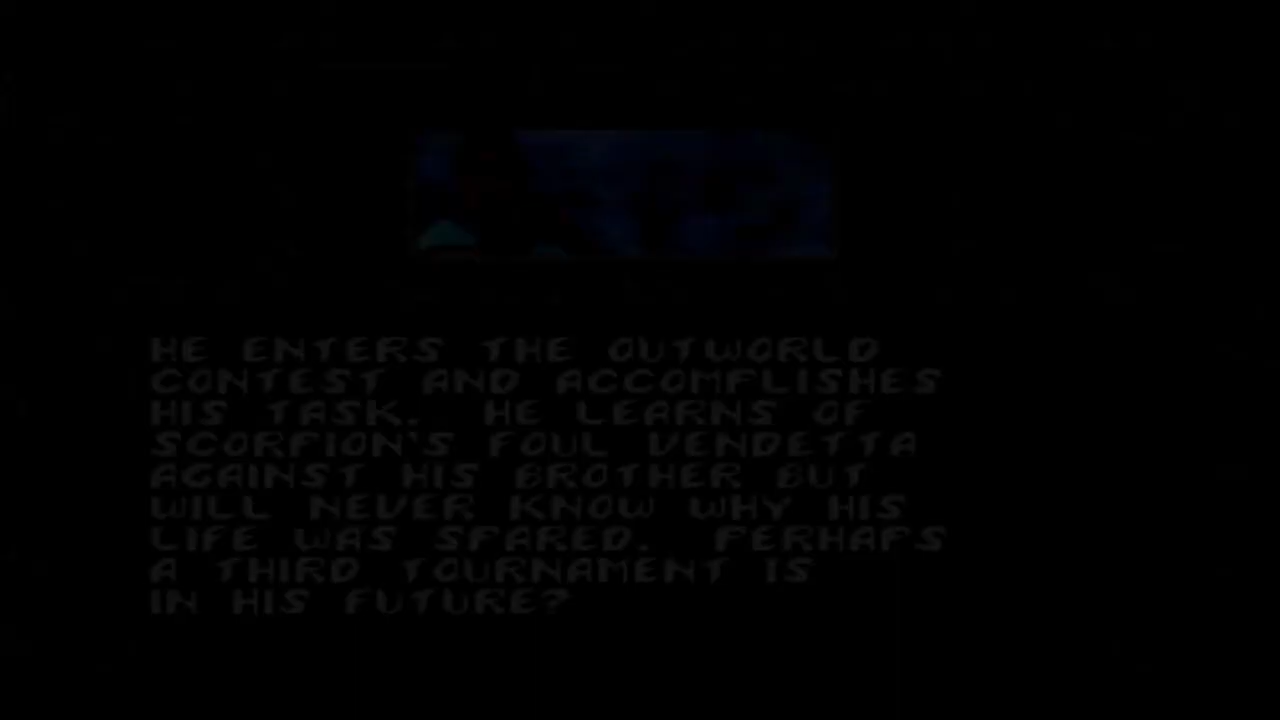 HE ENTERS THE OUTWORLD
CONTEST AND ACCOMPLISHES
HIS TASK. HE LEARNS OF
SCORPION'S FOUL VENDETTA
AGAINST HIS BROTHER BUT
WILL NEVER KNOW WHY HIS
LIFE WAS SPARED. PERHAPS
A THIRD TOURNAMENT IS
IN HIS FUTURE?